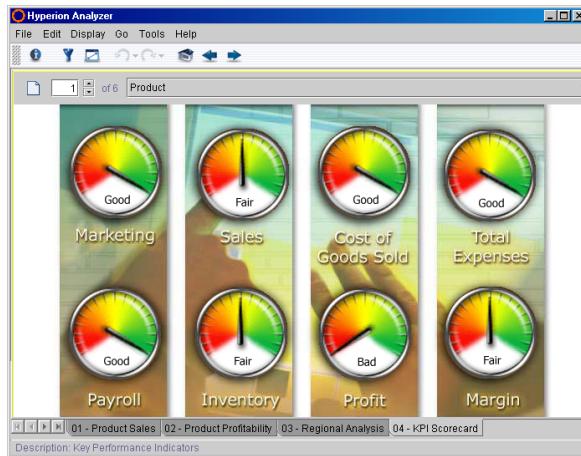 Hyperion Analyzer
File Edit Display Go Tools Help
1 of 6 Product
Good Fair Good Good
Marketing Sales Cost of Goods Sold Total Expenses
Good Fair Bad Fair
Payroll Inventory Profit Margin
01 - Product Sales 02 - Product Profitability 03 - Regional Analysis 04 - KPI Scorecard
Description: Key Performance Indicators